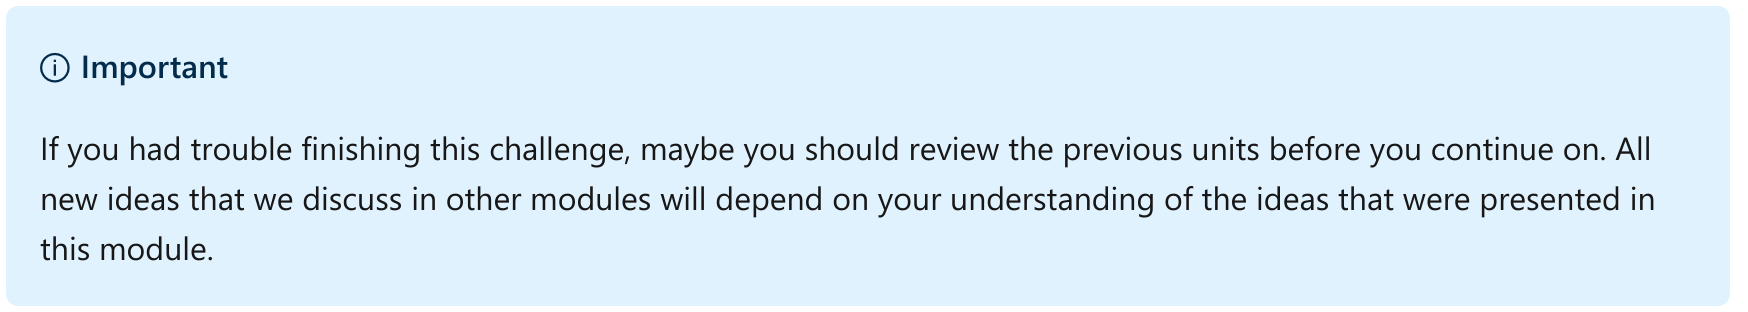 Important
If you had trouble finishing this challenge, maybe you should review the previous units before you continue on. All
new ideas that we discuss in other modules will depend on your understanding of the ideas that were presented in
this module.